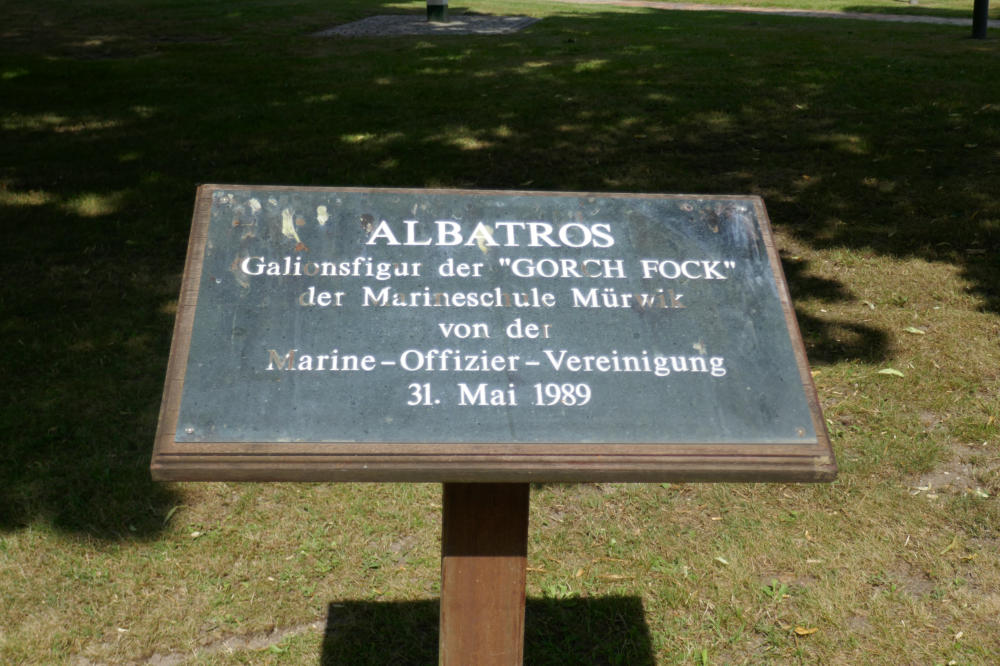 ALBATROS
Galionsfigur der "GORCH FOCK"
der Marineschule Mürwik
von der
Marine-Offizier-Vereinigung
31. Mai 1989